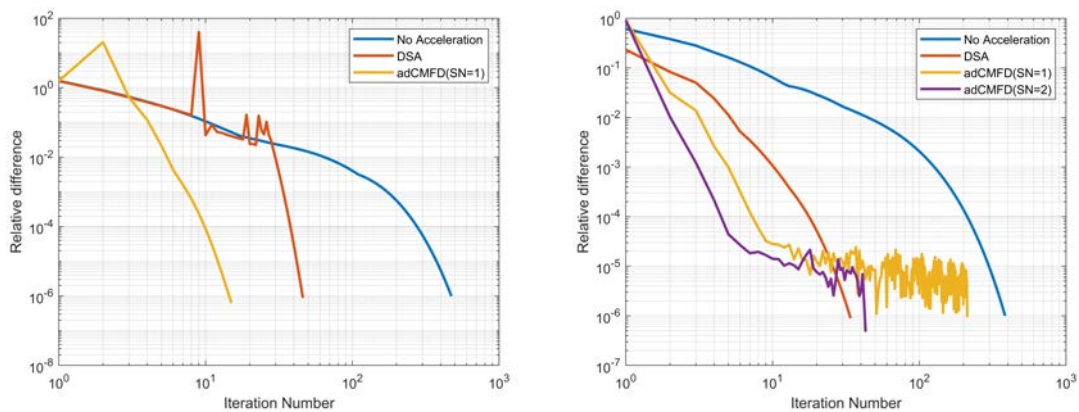 10^2
10^0
10^-2
10^-4
10^-6
10^-8
Relative difference
10^0
10^1
10^2
10^3
Iteration Number
No Acceleration
DSA
adCMFD(SN=1)
10^0
10^-1
10^-2
10^-3
10^-4
10^-5
10^-6
10^-7
Relative difference
10^0
10^1
10^2
10^3
Iteration Number
No Acceleration
DSA
adCMFD(SN=1)
adCMFD(SN=2)